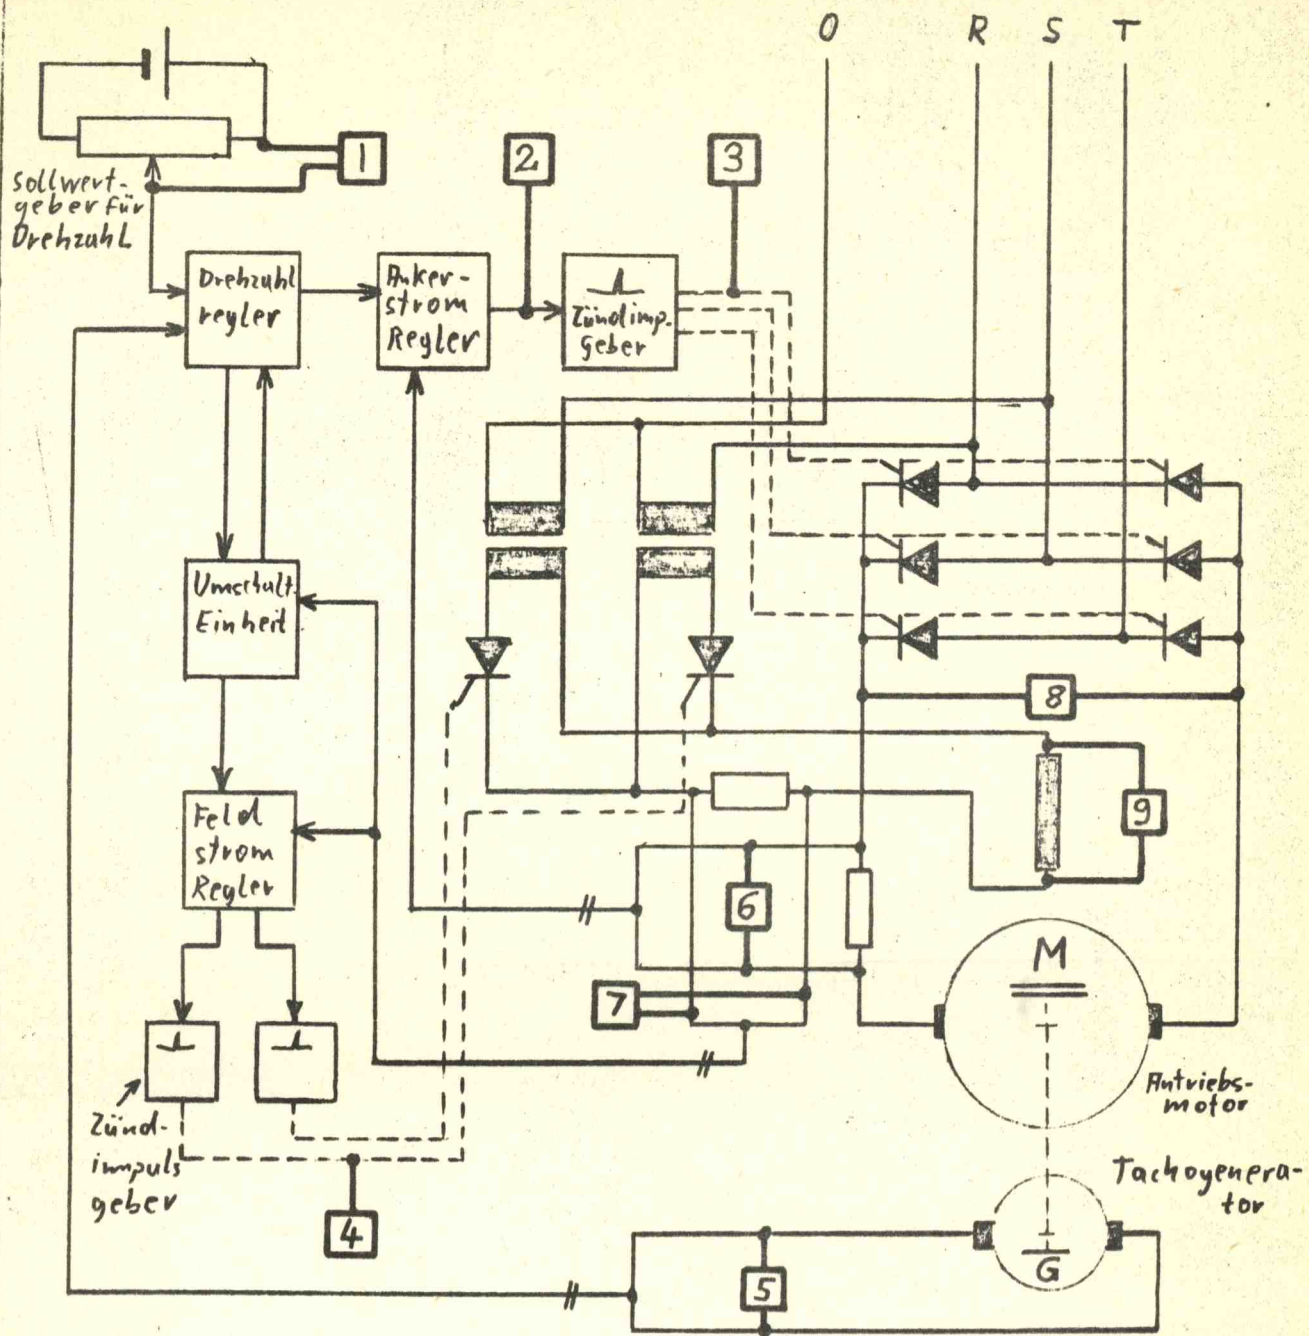 O R S T
1
2
3
Sollwert-
geber für
Drehzahl
Drehzahl
regler
Anker-
strom
Regler
Zündimp.
geber
Umschalt.
Einheit
8
Feld
strom
Regler
9
6
M
7
Antriebs-
motor
Zünd-
impuls
geber
Tachogenera-
tor
4
G
5